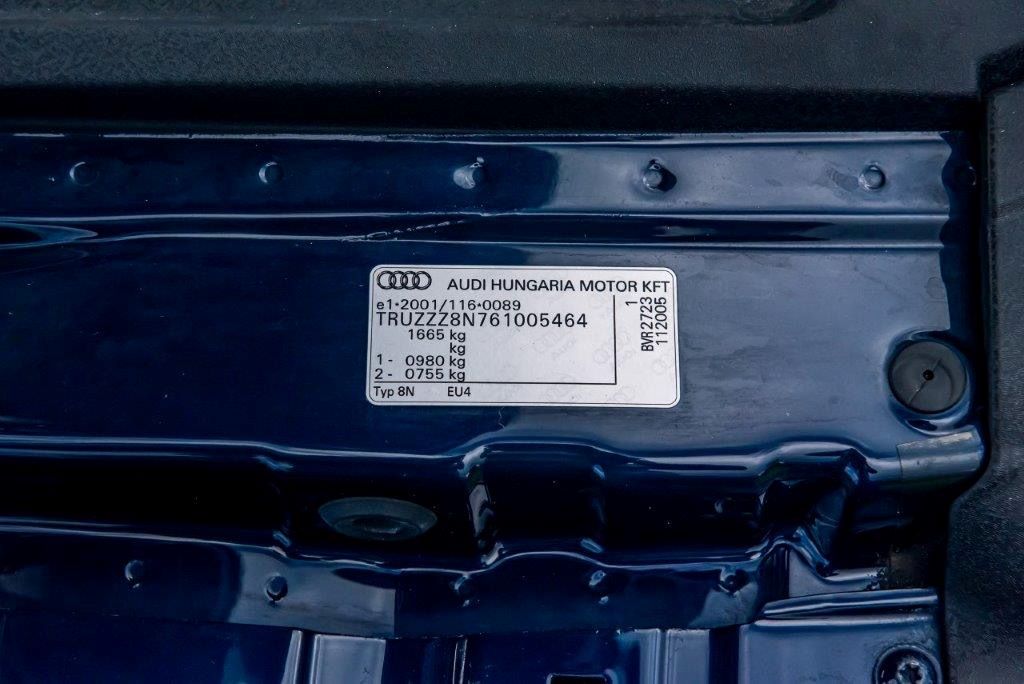 AUDI HUNGARIA MOTOR KFT
e1•2001/116•0089
TRUZZZ8N761005464
1665 kg
kg
1 - 0980 kg
2 - 0755 kg
Typ 8N EU4
1
BVR2723
112005